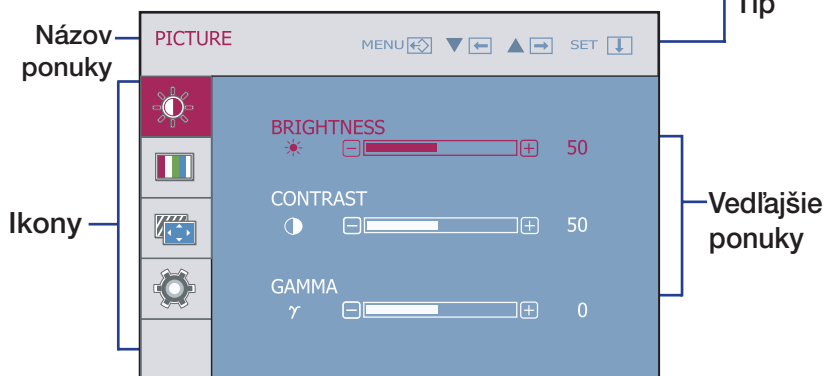 Tip
Názov ponuky
PICTURE MENU SET
BRIGHTNESS
50
Ikony
CONTRAST
50
Vedľajšie ponuky
GAMMA
γ 0